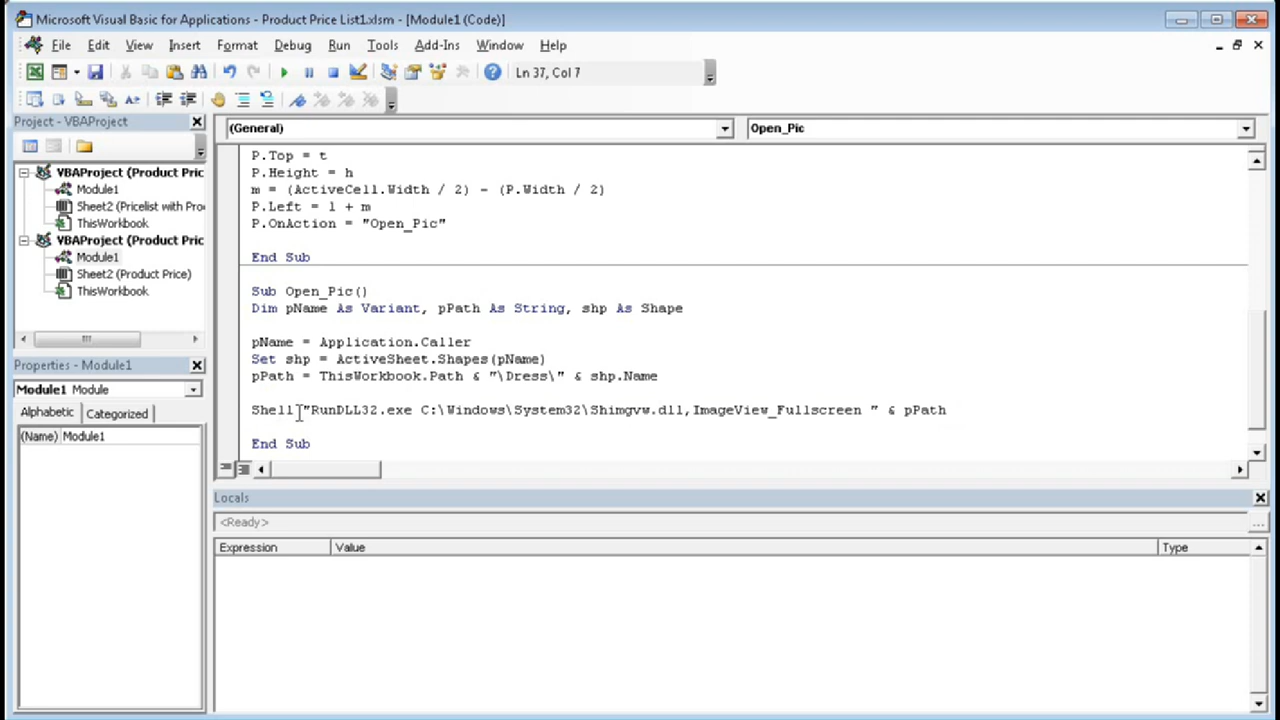 Microsoft Visual Basic for Applications - Product Price List1.xlsm - [Module1 (Code)]
File Edit View Insert Format Debug Run Tools Add-Ins Window Help
Ln 37, Col 7
Project - VBAProject
(General) Open_Pic
VBAProject (Product Pric
Module1
Sheet2 (Pricelist with Pro
ThisWorkbook
VBAProject (Product Pric
Module1
Sheet2 (Product Price)
ThisWorkbook
P.Top = t
P.Height = h
m = (ActiveCell.Width / 2) - (P.Width / 2)
P.Left = l + m
P.OnAction = "Open_Pic"
End Sub
Sub Open_Pic()
Dim pName As Variant, pPath As String, shp As Shape
pName = Application.Caller
Set shp = ActiveSheet.Shapes(pName)
pPath = ThisWorkbook.Path & "\Dress\" & shp.Name
Shell "RunDLL32.exe C:\Windows\System32\Shimgvw.dll,ImageView_Fullscreen " & pPath
End Sub
Properties - Module1
Module1 Module
Alphabetic Categorized
(Name) Module1
Locals
<Ready>
Expression Value Type